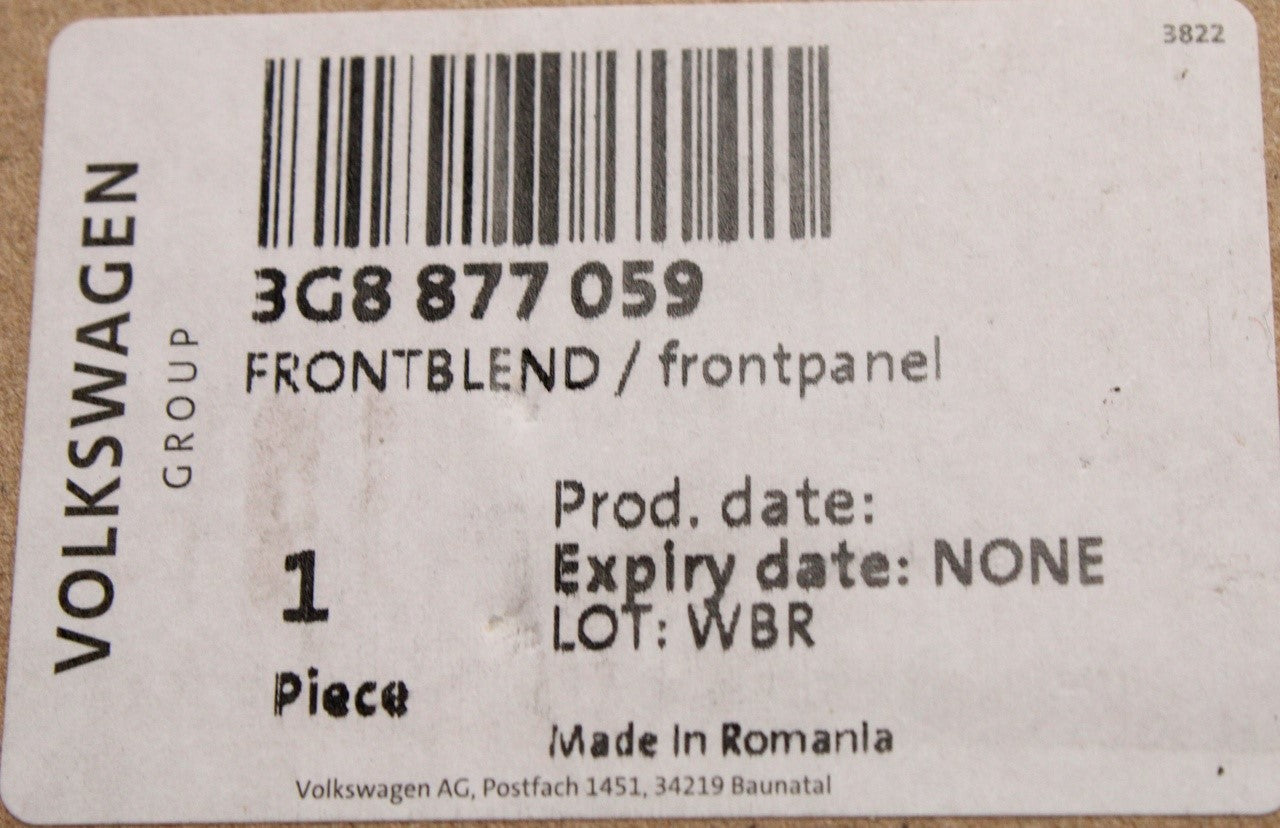 3822
VOLKSWAGEN
GROUP
3G8 877 059
FRONTBLEND / frontpanel
Prod. date:
Expiry date: NONE
LOT: WBR
1
Piece
Made in Romania
Volkswagen AG, Postfach 1451, 34219 Baunatal